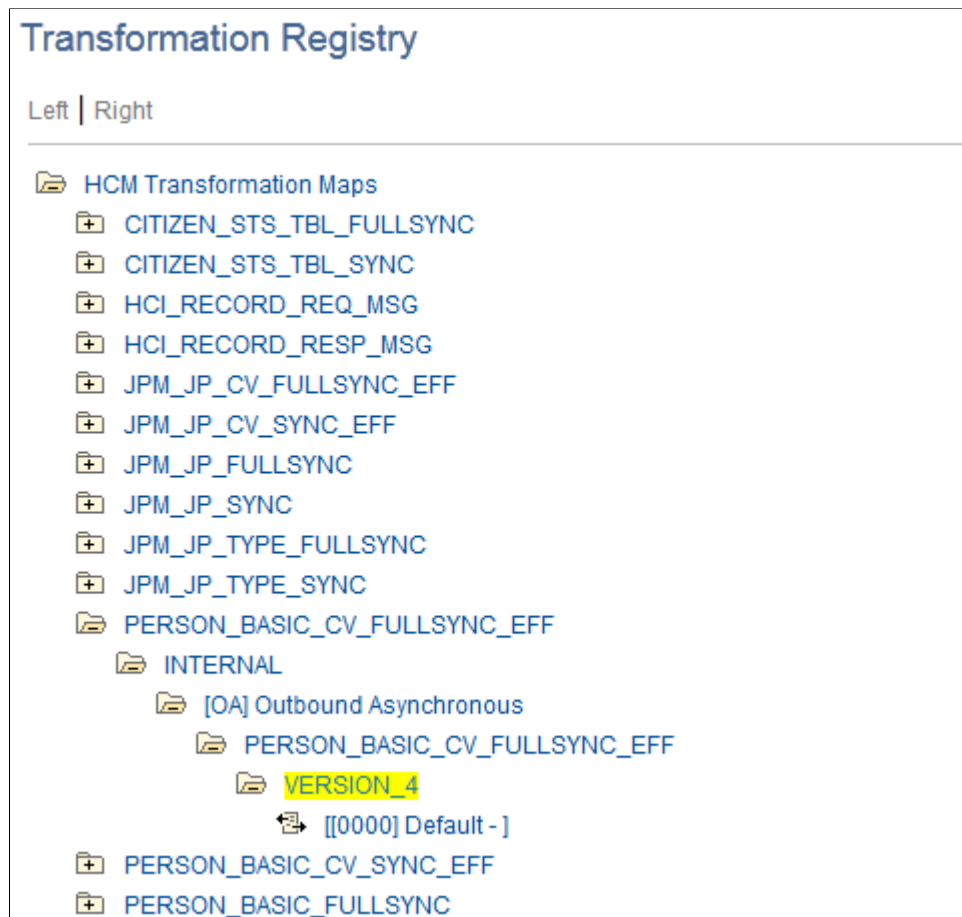 Transformation Registry
Left | Right
HCM Transformation Maps
CITIZEN_STS_TBL_FULLSYNC
CITIZEN_STS_TBL_SYNC
HCI_RECORD_REQ_MSG
HCI_RECORD_RESP_MSG
JPM_JP_CV_FULLSYNC_EFF
JPM_JP_CV_SYNC_EFF
JPM_JP_FULLSYNC
JPM_JP_SYNC
JPM_JP_TYPE_FULLSYNC
JPM_JP_TYPE_SYNC
PERSON_BASIC_CV_FULLSYNC_EFF
INTERNAL
[OA] Outbound Asynchronous
PERSON_BASIC_CV_FULLSYNC_EFF
VERSION_4
[[0000] Default - ]
PERSON_BASIC_CV_SYNC_EFF
PERSON_BASIC_FULLSYNC